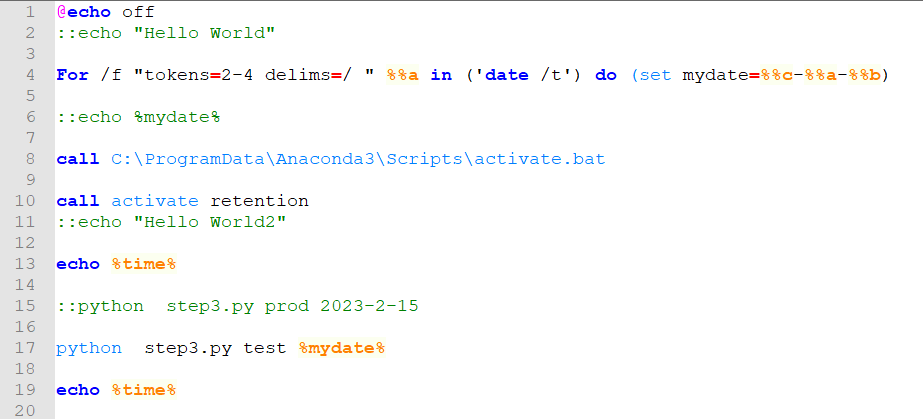 1 @echo off
2 ::echo "Hello World"
3
4 For /f "tokens=2-4 delims=/ " %%a in ('date /t') do (set mydate=%%c-%%a-%%b)
5
6 ::echo %mydate%
7
8 call C:\ProgramData\Anaconda3\Scripts\activate.bat
9
10 call activate retention
11 ::echo "Hello World2"
12
13 echo %time%
14
15 ::python  step3.py prod 2023-2-15
16
17 python  step3.py test %mydate%
18
19 echo %time%
20